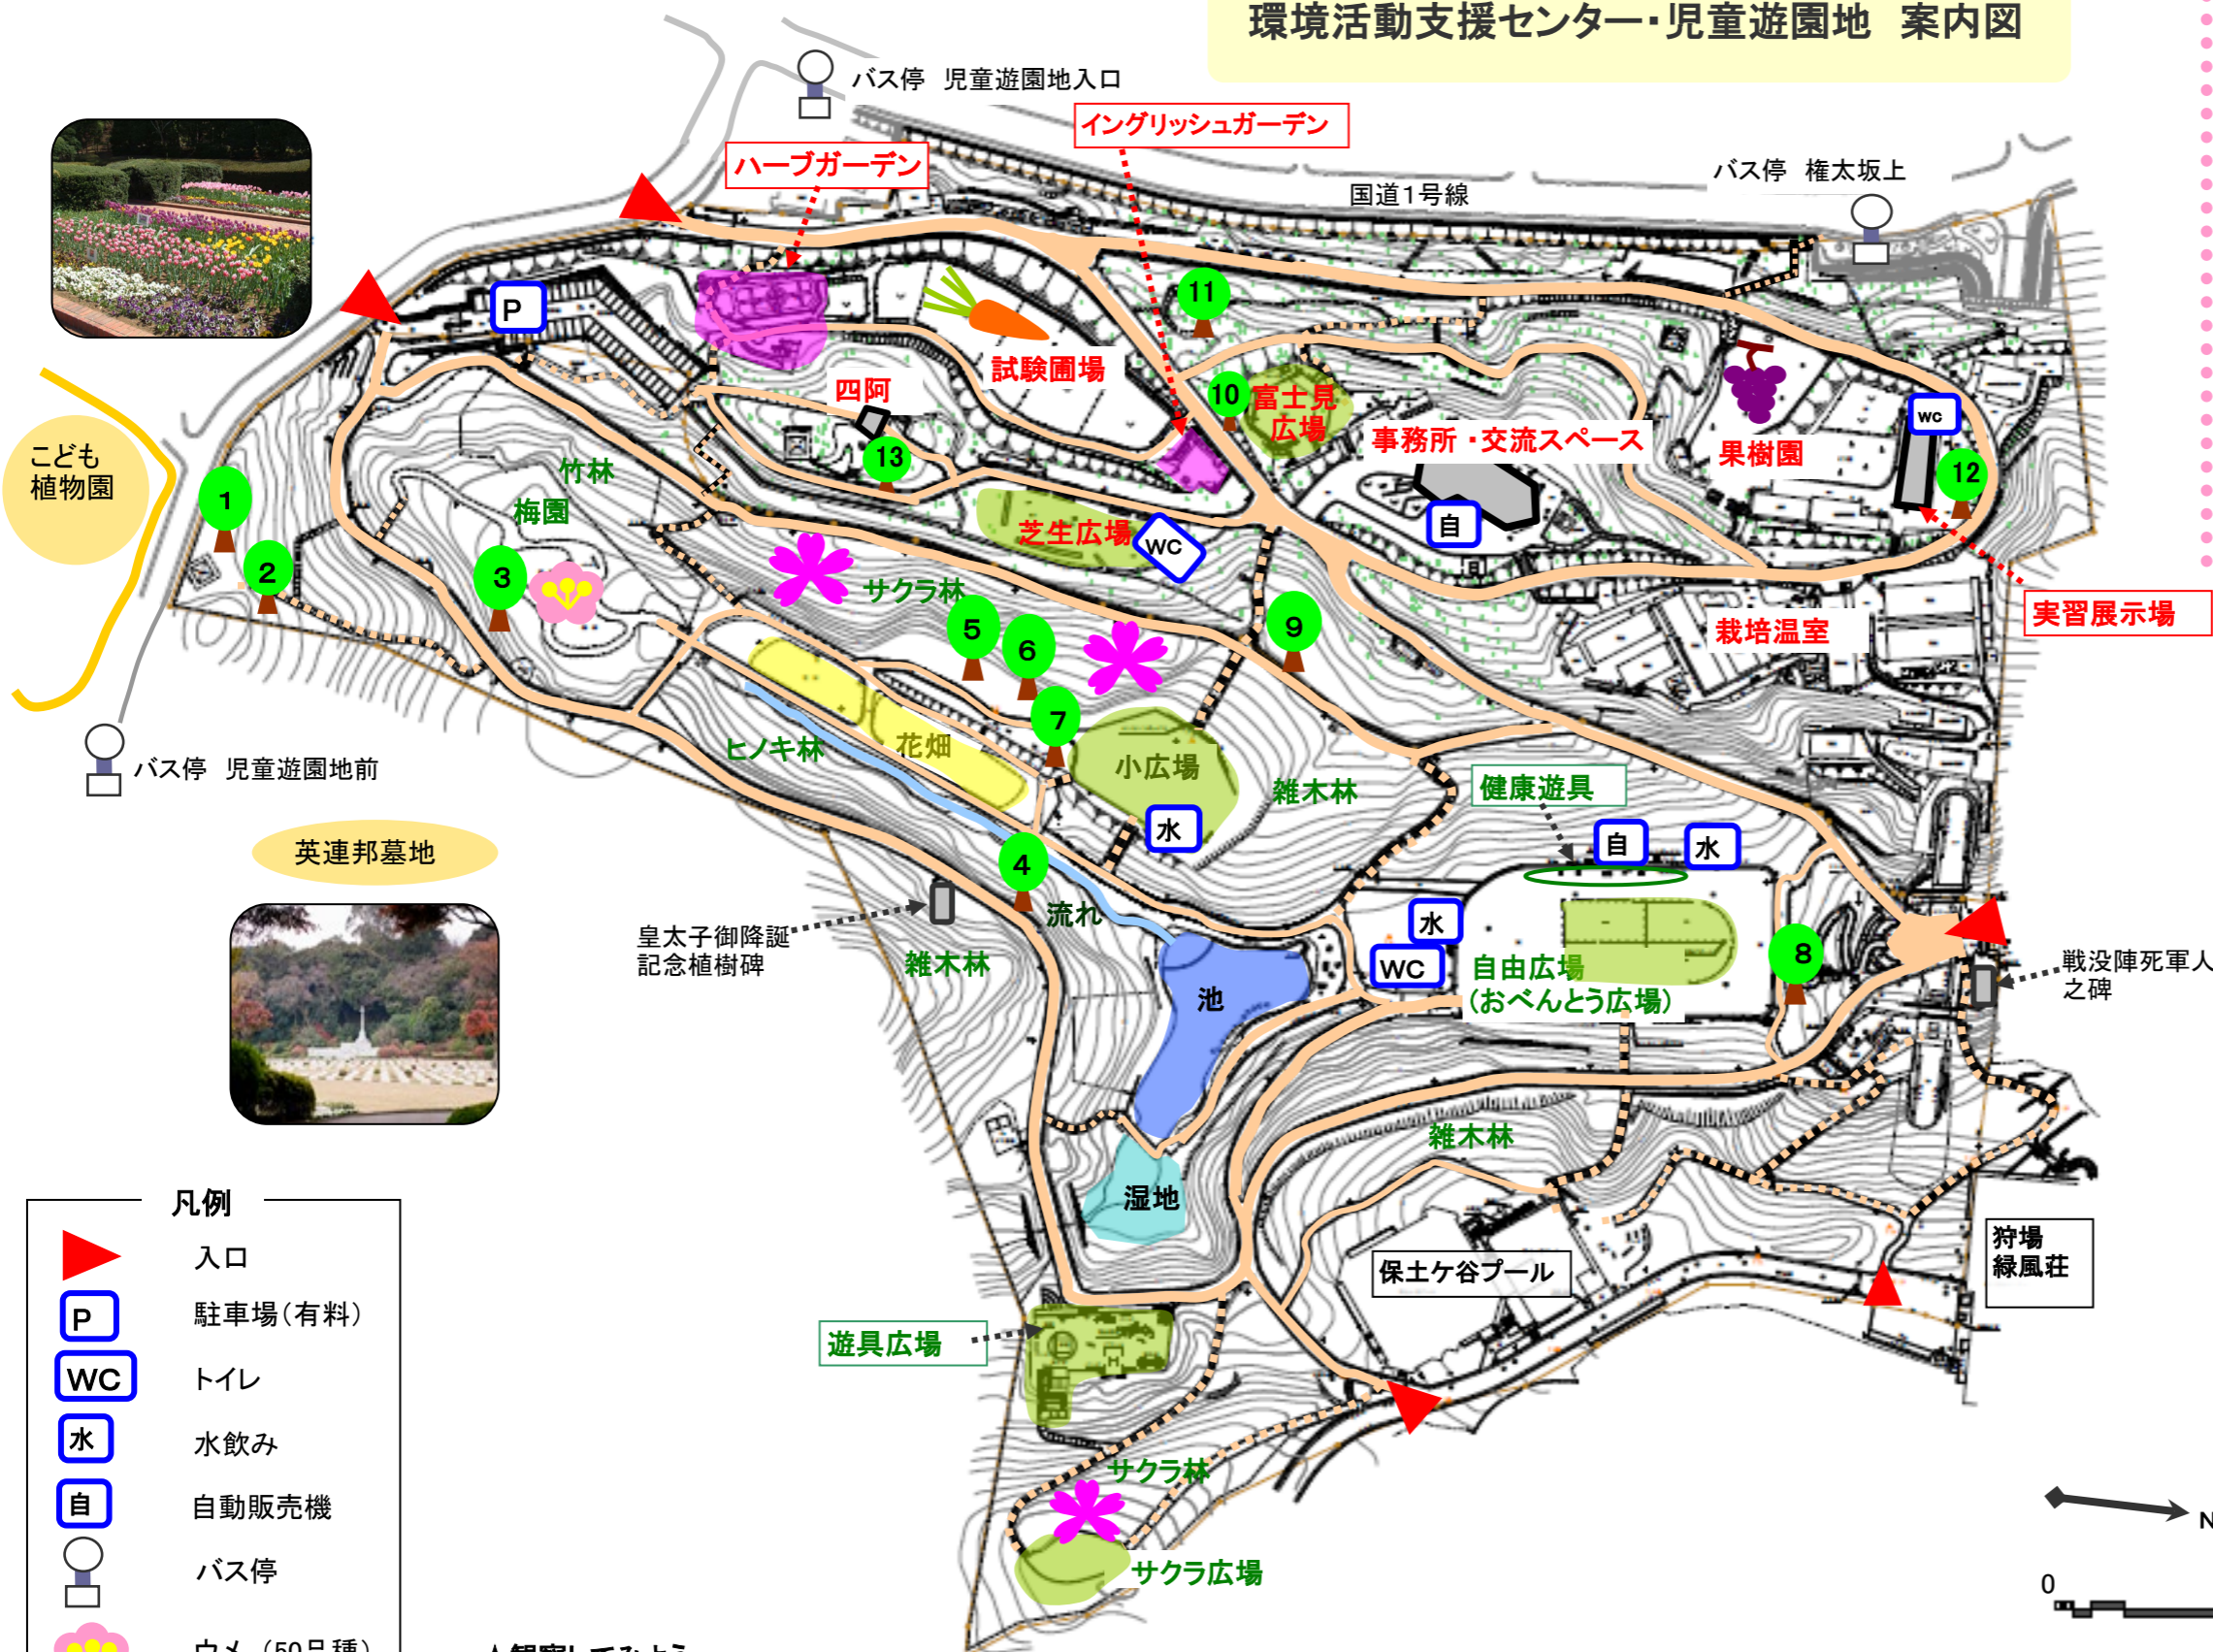 環境活動支援センター・児童遊園地　案内図
バス停　児童遊園地入口
イングリッシュガーデン
ハーブガーデン
バス停　権太坂上
国道1号線
P
11
試験圃場
四阿
10
富士見
広場
事務所・交流スペース
果樹園
wc
12
13
竹林
梅園
こども
植物園
1
2
3
芝生広場
WC
自
サクラ林
5
6
7
9
栽培温室
実習展示場
ヒノキ林
花畑
小広場
雑木林
健康遊具
バス停　児童遊園地前
水
自
水
英連邦墓地
4
流れ
水
WC
自由広場
(おべんとう広場)
8
皇太子御降誕
記念植樹碑
雑木林
池
戦没陣死軍人
之碑
雑木林
湿地
保土ケ谷プール
狩場
緑風荘
遊具広場
サクラ林
サクラ広場
凡例
入口
P
駐車場(有料)
WC
トイレ
水
水飲み
自
自動販売機
バス停
ウメ (50品種)
N
0